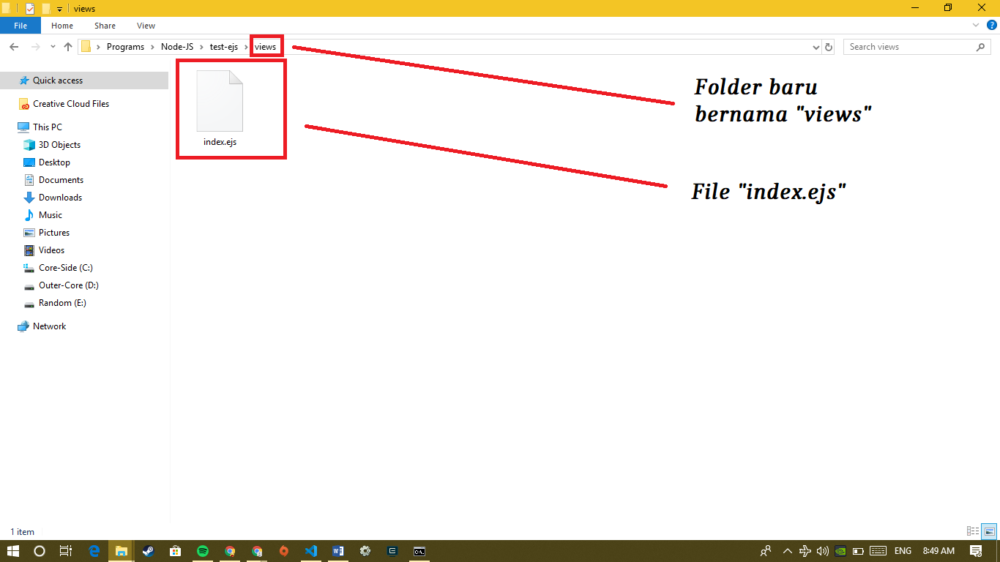 views
File Home Share View
Programs Node-JS test-ejs views
Search views
Quick access
Creative Cloud Files
This PC
3D Objects
Desktop
Documents
Downloads
Music
Pictures
Videos
Core-Side (C:)
Outer-Core (D:)
Random (E:)
Network
index.ejs
Folder baru
bernama "views"
File "index.ejs"
1 item
ENG 8:49 AM